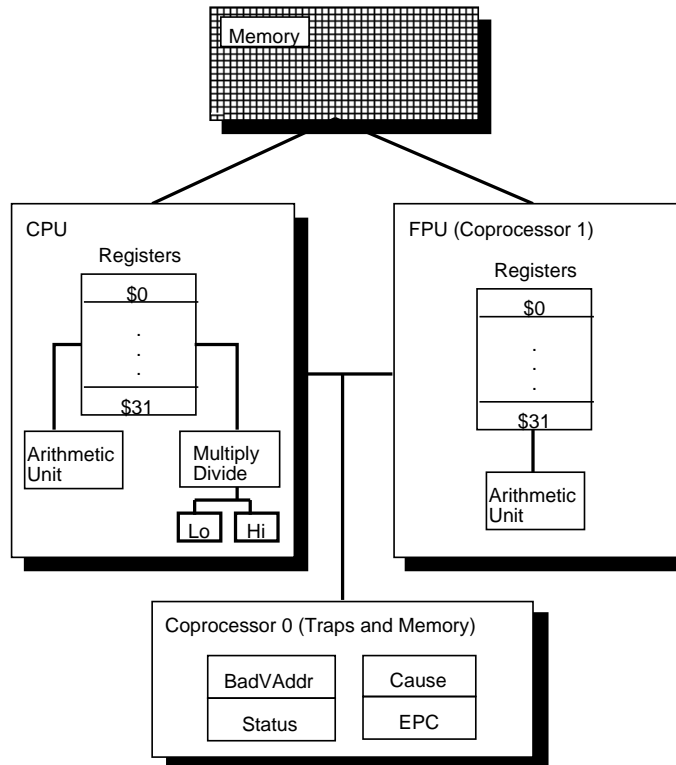 Memory
CPU
Registers
$0
.
.
.
$31
Arithmetic
Unit
Multiply
Divide
Lo
Hi
FPU (Coprocessor 1)
Registers
$0
.
.
.
$31
Arithmetic
Unit
Coprocessor 0 (Traps and Memory)
BadVAddr
Status
Cause
EPC